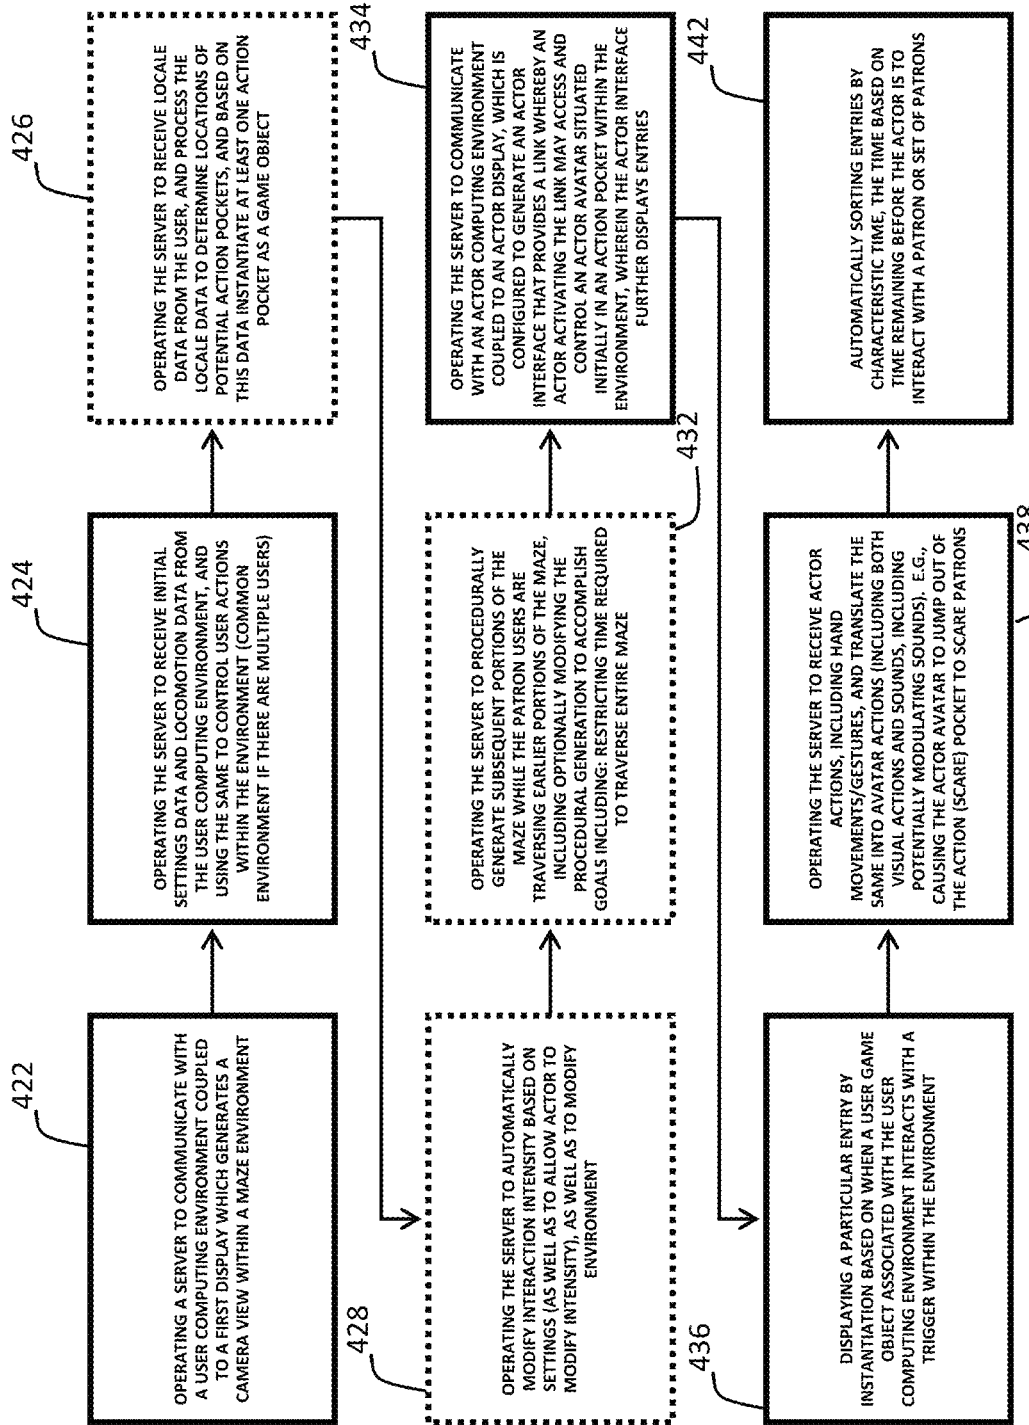 422
OPERATING A SERVER TO COMMUNICATE WITH
A USER COMPUTING ENVIRONMENT COUPLED
TO A FIRST DISPLAY WHICH GENERATES A
CAMERA VIEW WITHIN A MAZE ENVIRONMENT
424
OPERATING THE SERVER TO RECEIVE INITIAL
SETTINGS DATA AND LOCOMOTION DATA FROM
THE USER COMPUTING ENVIRONMENT, AND
USING THE SAME TO CONTROL USER ACTIONS
WITHIN THE ENVIRONMENT (COMMON
ENVIRONMENT IF THERE ARE MULTIPLE USERS)
426
OPERATING THE SERVER TO RECEIVE LOCALE
DATA FROM THE USER, AND PROCESS THE
LOCALE DATA TO DETERMINE LOCATIONS OF
POTENTIAL ACTION POCKETS, AND BASED ON
THIS DATA INSTANTIATE AT LEAST ONE ACTION
POCKET AS A GAME OBJECT
428
OPERATING THE SERVER TO AUTOMATICALLY
MODIFY INTERACTION INTENSITY BASED ON
SETTINGS (AS WELL AS TO ALLOW ACTOR TO
MODIFY INTENSITY), AS WELL AS TO MODIFY
ENVIRONMENT
OPERATING THE SERVER TO PROCEDURALLY
GENERATE SUBSEQUENT PORTIONS OF THE
MAZE WHILE THE PATRON USERS ARE
TRAVERSING EARLIER PORTIONS OF THE MAZE,
INCLUDING OPTIONALLY MODIFYING THE
PROCEDURAL GENERATION TO ACCOMPLISH
GOALS INCLUDING: RESTRICTING TIME REQUIRED
TO TRAVERSE ENTIRE MAZE
432
434
OPERATING THE SERVER TO COMMUNICATE
WITH AN ACTOR COMPUTING ENVIRONMENT
COUPLED TO AN ACTOR DISPLAY, WHICH IS
CONFIGURED TO GENERATE AN ACTOR
INTERFACE THAT PROVIDES A LINK WHEREBY AN
ACTOR ACTIVATING THE LINK MAY ACCESS AND
CONTROL AN ACTOR AVATAR SITUATED
INITIALLY IN AN ACTION POCKET WITHIN THE
ENVIRONMENT, WHEREIN THE ACTOR INTERFACE
FURTHER DISPLAYS ENTRIES
436
DISPLAYING A PARTICULAR ENTRY BY
INSTANTIATION BASED ON WHEN A USER GAME
OBJECT ASSOCIATED WITH THE USER
COMPUTING ENVIRONMENT INTERACTS WITH A
TRIGGER WITHIN THE ENVIRONMENT
OPERATING THE SERVER TO RECEIVE ACTOR
ACTIONS, INCLUDING HAND
MOVEMENTS/GESTURES, AND TRANSLATE THE
SAME INTO AVATAR ACTIONS (INCLUDING BOTH
VISUAL ACTIONS AND SOUNDS, INCLUDING
POTENTIALLY MODULATING SOUNDS). E.G.,
CAUSING THE ACTOR AVATAR TO JUMP OUT OF
THE ACTION (SCARE) POCKET TO SCARE PATRONS
438
442
AUTOMATICALLY SORTING ENTRIES BY
CHARACTERISTIC TIME, THE TIME BASED ON
TIME REMAINING BEFORE THE ACTOR IS TO
INTERACT WITH A PATRON OR SET OF PATRONS